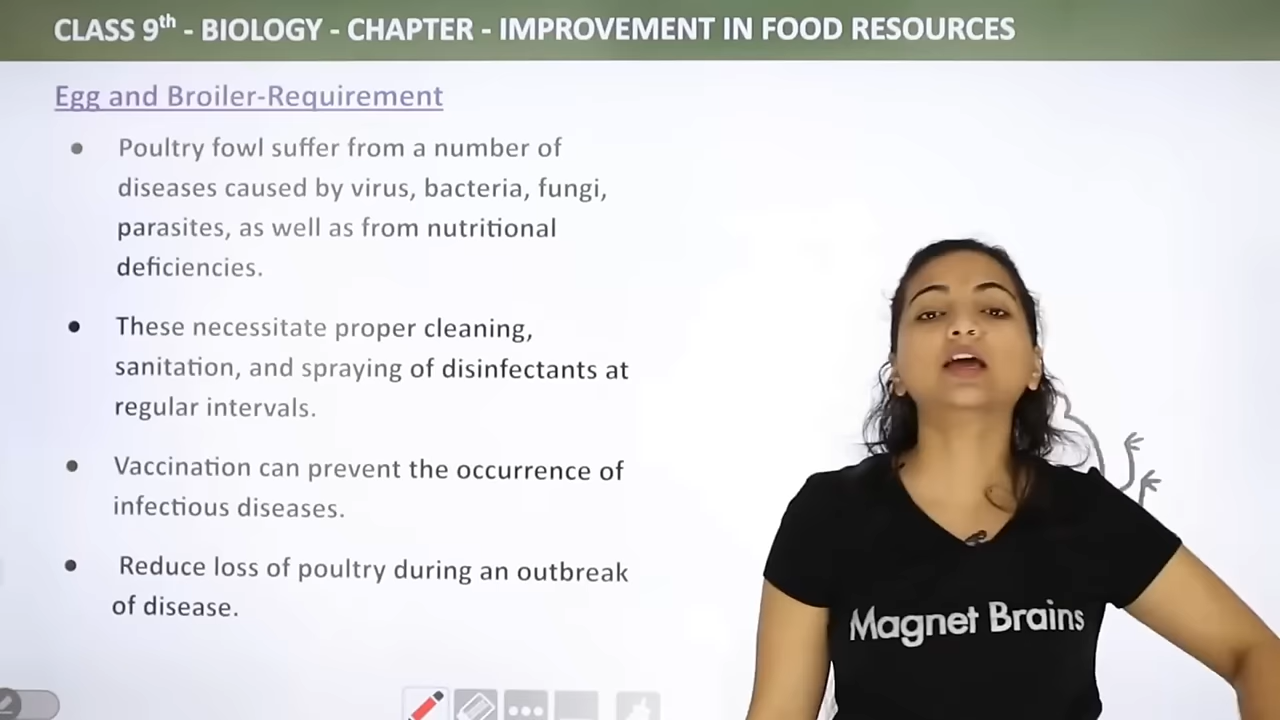 CLASS 9th - BIOLOGY - CHAPTER - IMPROVEMENT IN FOOD RESOURCES
Egg and Broiler-Requirement
• Poultry fowl suffer from a number of
diseases caused by virus, bacteria, fungi,
parasites, as well as from nutritional
deficiencies.
• These necessitate proper cleaning,
sanitation, and spraying of disinfectants at
regular intervals.
• Vaccination can prevent the occurrence of
infectious diseases.
• Reduce loss of poultry during an outbreak
of disease.
Magnet Brains